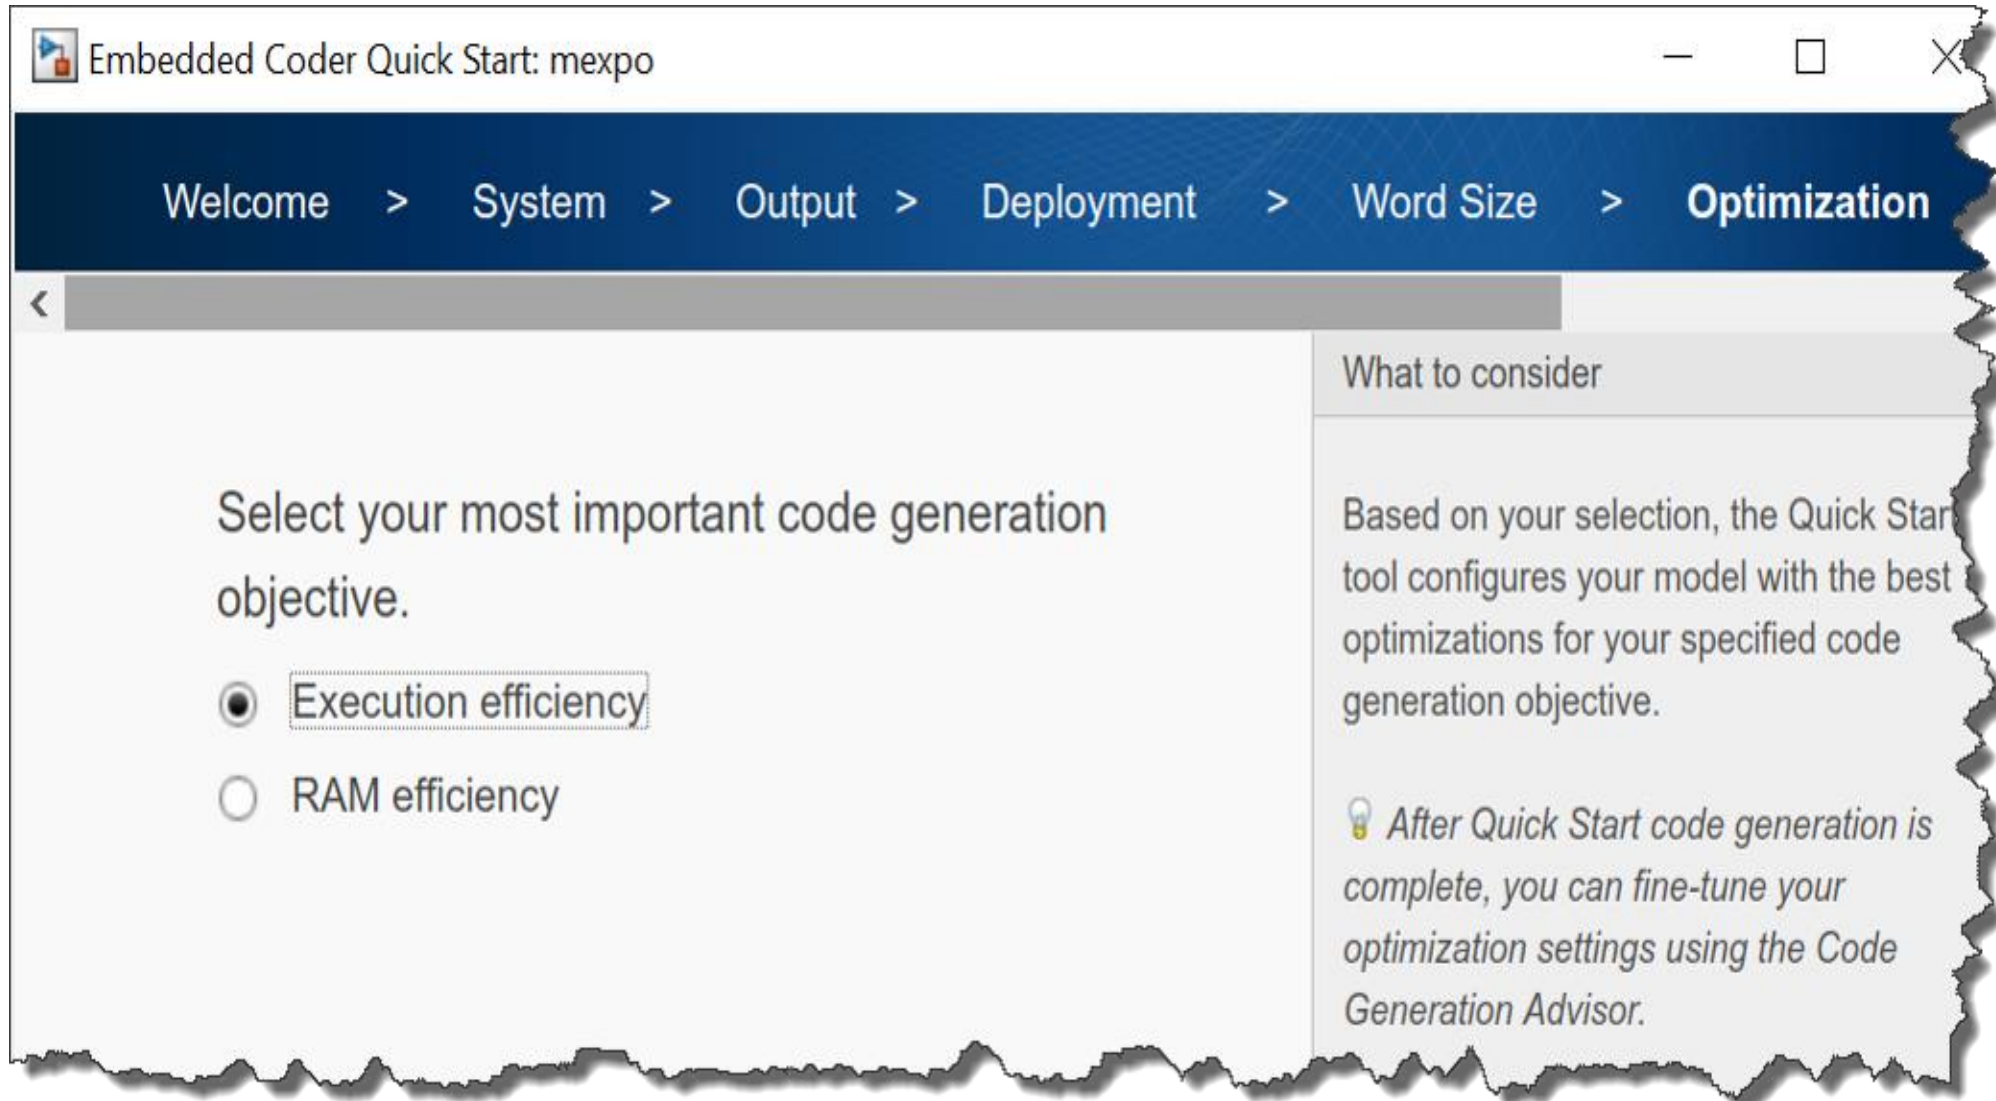 Embedded Coder Quick Start: mexpo
Welcome > System > Output > Deployment > Word Size > Optimization
What to consider
Select your most important code generation
objective.
Execution efficiency
RAM efficiency
Based on your selection, the Quick Star
tool configures your model with the best
optimizations for your specified code
generation objective.
After Quick Start code generation is
complete, you can fine-tune your
optimization settings using the Code
Generation Advisor.